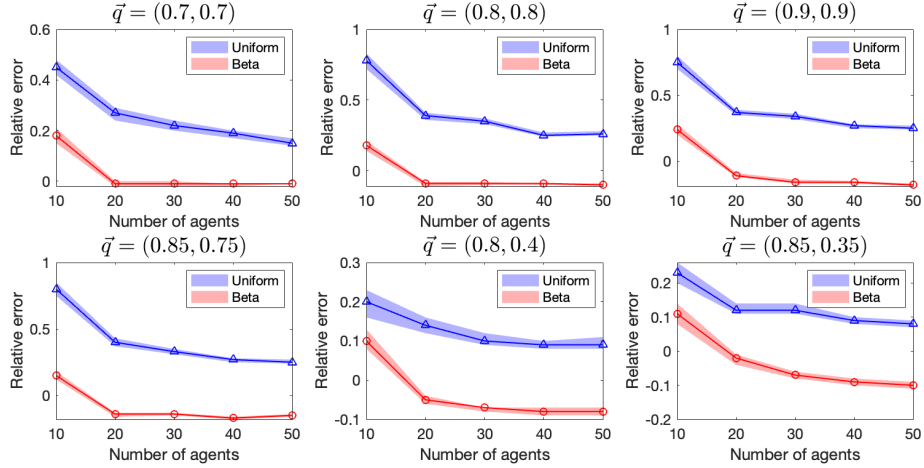 q⃗ = (0.7, 0.7)
0.6
0.4
0.2
0
Relative error
Uniform
Beta
10 20 30 40 50
Number of agents
q⃗ = (0.8, 0.8)
1
0.5
0
Relative error
Uniform
Beta
10 20 30 40 50
Number of agents
q⃗ = (0.9, 0.9)
1
0.5
0
Relative error
Uniform
Beta
10 20 30 40 50
Number of agents
q⃗ = (0.85, 0.75)
1
0.5
0
Relative error
Uniform
Beta
10 20 30 40 50
Number of agents
q⃗ = (0.8, 0.4)
0.3
0.2
0.1
0
-0.1
Relative error
Uniform
Beta
10 20 30 40 50
Number of agents
q⃗ = (0.85, 0.35)
0.2
0.1
0
-0.1
-0.2
Relative error
Uniform
Beta
10 20 30 40 50
Number of agents